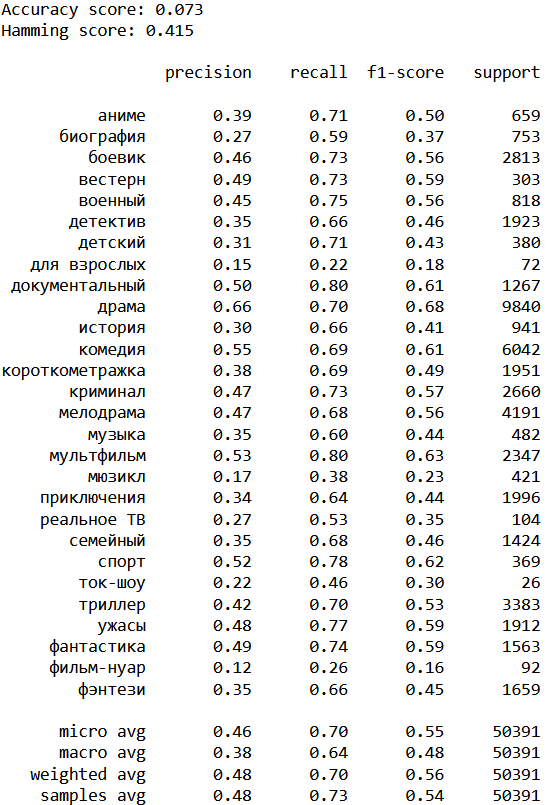 Accuracy score: 0.073
Hamming score: 0.415
precision recall f1-score support
аниме 0.39 0.71 0.50 659
биография 0.27 0.59 0.37 753
боевик 0.46 0.73 0.56 2813
вестерн 0.49 0.73 0.59 303
военный 0.45 0.75 0.56 818
детектив 0.35 0.66 0.46 1923
детский 0.31 0.71 0.43 380
для взрослых 0.15 0.22 0.18 72
документальный 0.50 0.80 0.61 1267
драма 0.66 0.70 0.68 9840
история 0.30 0.66 0.41 941
комедия 0.55 0.69 0.61 6042
короткометражка 0.38 0.69 0.49 1951
криминал 0.47 0.73 0.57 2660
мелодрама 0.47 0.68 0.56 4191
музыка 0.35 0.60 0.44 482
мультфильм 0.53 0.80 0.63 2347
мюзикл 0.17 0.38 0.23 421
приключения 0.34 0.64 0.44 1996
реальное ТВ 0.27 0.53 0.35 104
семейный 0.35 0.68 0.46 1424
спорт 0.52 0.78 0.62 369
ток-шоу 0.22 0.46 0.30 26
триллер 0.42 0.70 0.53 3383
ужасы 0.48 0.77 0.59 1912
фантастика 0.49 0.74 0.59 1563
фильм-нуар 0.12 0.26 0.16 92
фэнтези 0.35 0.66 0.45 1659
micro avg 0.46 0.70 0.55 50391
macro avg 0.38 0.64 0.48 50391
weighted avg 0.48 0.70 0.56 50391
samples avg 0.48 0.73 0.54 50391